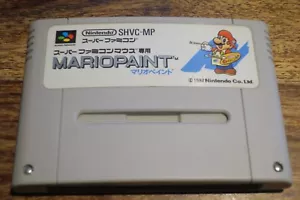 Nintendo SHVC-MP
スーパーファミコン
スーパーファミコンマウス専用
MARIOPAINT™
マリオペイント
© 1992 Nintendo Co., Ltd.